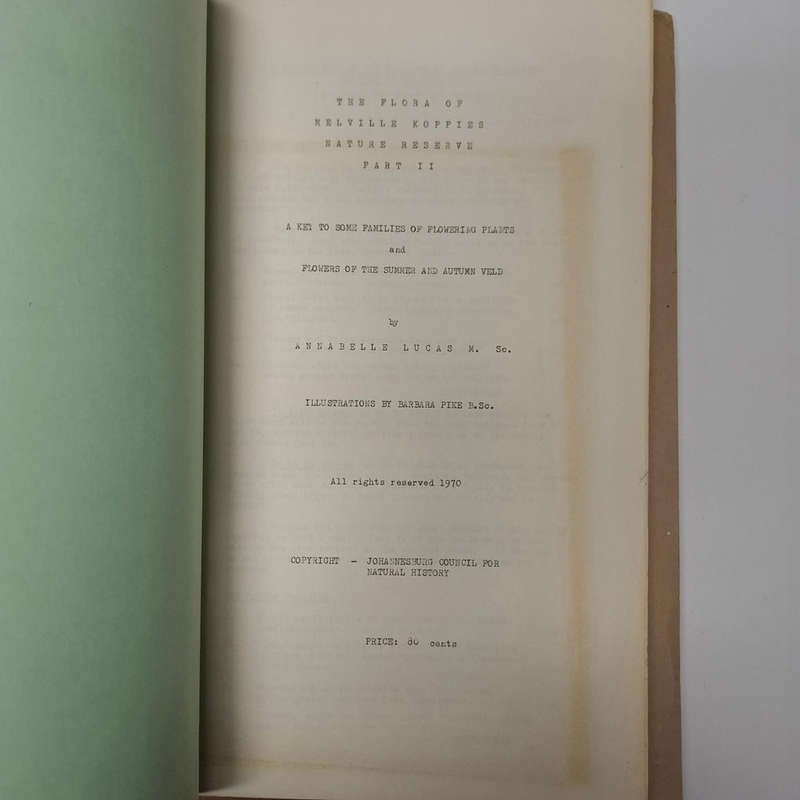 THE FLORA OF
MELVILLE KOPPIES
NATURE RESERVE
PART II
A KEY TO SOME FAMILIES OF FLOWERING PLANTS
and
FLOWERS OF THE SUMMER AND AUTUMN VELD
by
ANNABELLE LUCAS M. Sc.
ILLUSTRATIONS BY BARBARA PIKE B.Sc.
All rights reserved 1970
COPYRIGHT - JOHANNESBURG COUNCIL FOR
NATURAL HISTORY
PRICE: 80 cents